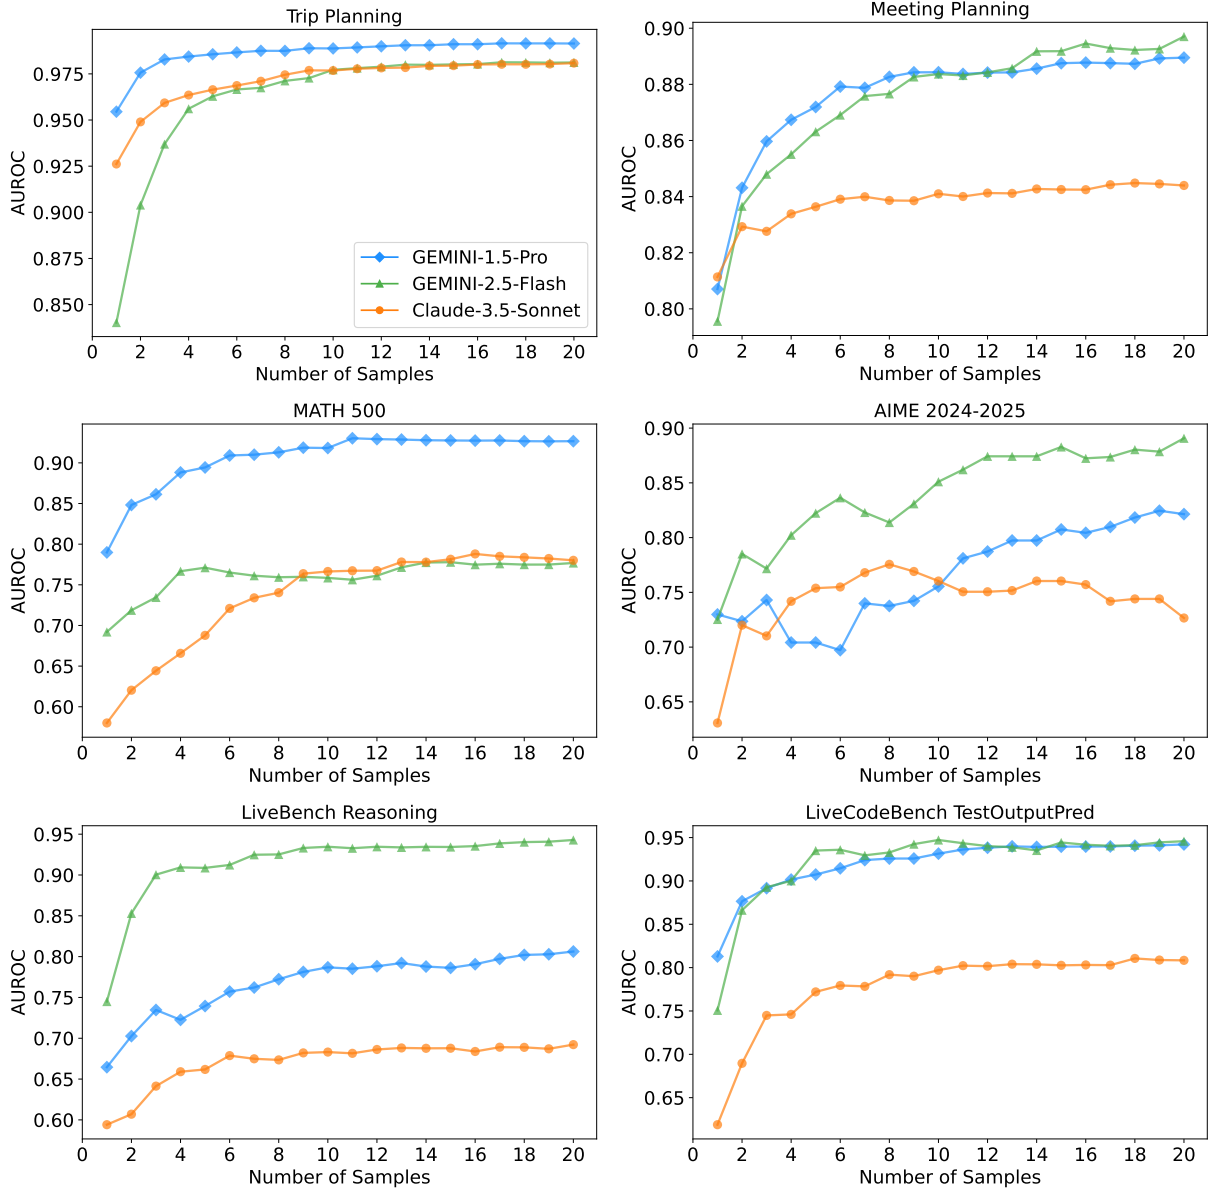 Trip Planning
AUROC
0.975
0.950
0.925
0.900
0.875
0.850
GEMINI-1.5-Pro
GEMINI-2.5-Flash
Claude-3.5-Sonnet
0 2 4 6 8 10 12 14 16 18 20
Number of Samples
Meeting Planning
AUROC
0.90
0.88
0.86
0.84
0.82
0.80
0 2 4 6 8 10 12 14 16 18 20
Number of Samples
MATH 500
AUROC
0.90
0.85
0.80
0.75
0.70
0.65
0.60
0 2 4 6 8 10 12 14 16 18 20
Number of Samples
AIME 2024-2025
AUROC
0.90
0.85
0.80
0.75
0.70
0.65
0 2 4 6 8 10 12 14 16 18 20
Number of Samples
LiveBench Reasoning
AUROC
0.95
0.90
0.85
0.80
0.75
0.70
0.65
0.60
0 2 4 6 8 10 12 14 16 18 20
Number of Samples
LiveCodeBench TestOutputPred
AUROC
0.95
0.90
0.85
0.80
0.75
0.70
0.65
0 2 4 6 8 10 12 14 16 18 20
Number of Samples